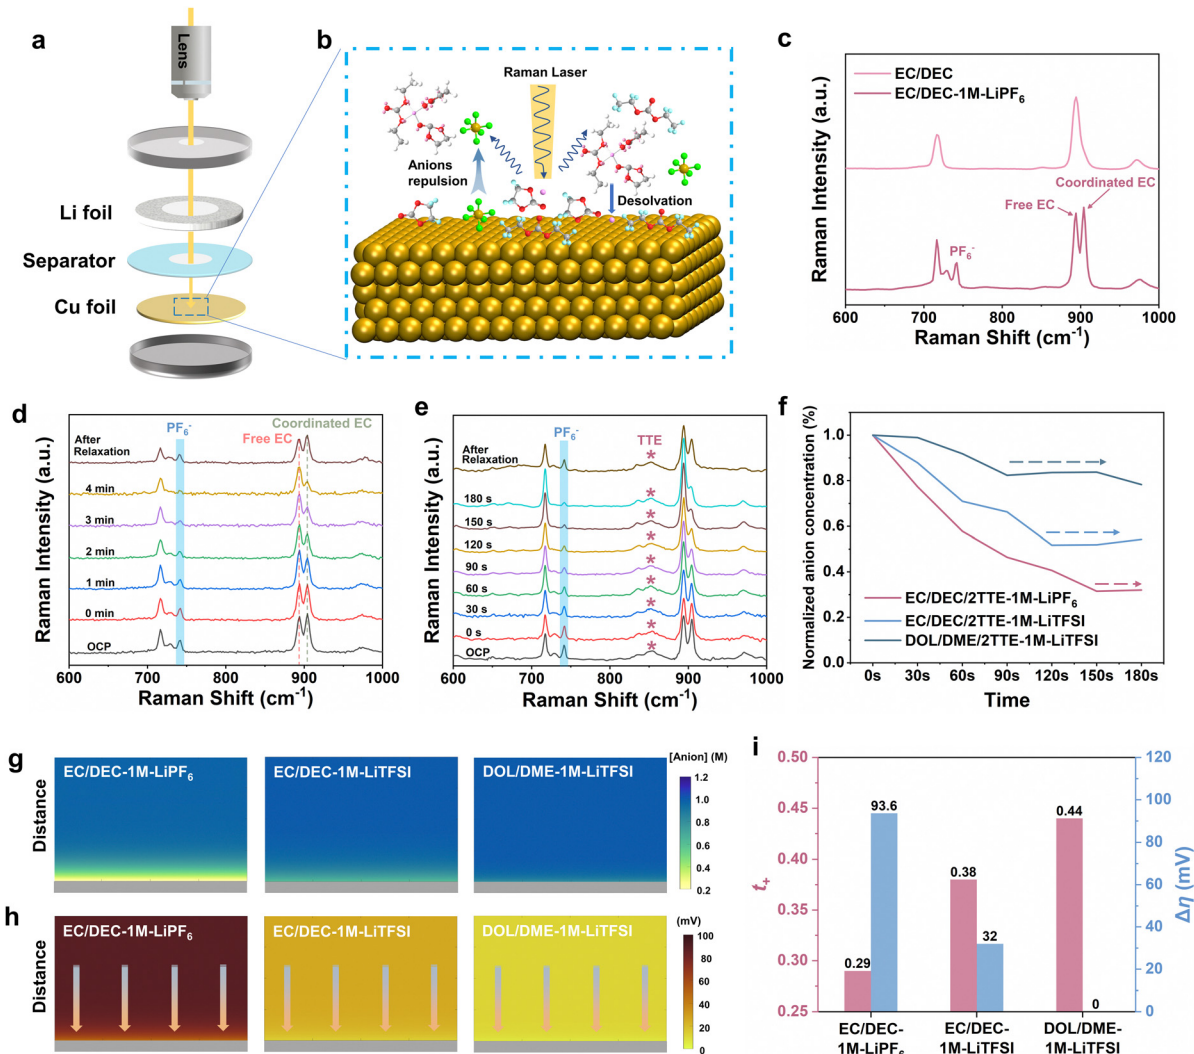 a
Lens
Li foil
Separator
Cu foil
b
Raman Laser
Anions
repulsion
Desolvation
c
EC/DEC
EC/DEC-1M-LiPF6
Coordinated EC
Free EC
PF6-
Raman Intensity (a.u.)
600 700 800 900 1000
Raman Shift (cm-1)
d
PF6-
Coordinated EC
Free EC
After
Relaxation
4 min
3 min
2 min
1 min
0 min
OCP
Raman Intensity (a.u.)
600 700 800 900 1000
Raman Shift (cm-1)
e
PF6-
TTE
After
Relaxation
180 s
150 s
120 s
90 s
60 s
30 s
0 s
OCP
Raman Intensity (a.u.)
600 700 800 900 1000
Raman Shift (cm-1)
f
Normalized anion concentration (%)
1.0
0.8
0.6
0.4
0.2
0.0
EC/DEC/2TTE-1M-LiPF6
EC/DEC/2TTE-1M-LiTFSI
DOL/DME/2TTE-1M-LiTFSI
0s 30s 60s 90s 120s 150s 180s
Time
g
Distance
EC/DEC-1M-LiPF6
EC/DEC-1M-LiTFSI
DOL/DME-1M-LiTFSI
[Anion] (M)
1.2
1.0
0.8
0.6
0.4
0.2
h
Distance
EC/DEC-1M-LiPF6
EC/DEC-1M-LiTFSI
DOL/DME-1M-LiTFSI
(mV)
100
80
60
40
20
0
i
t+
0.50
0.45
0.40
0.35
0.30
0.25
0.29
93.6
0.38
32
0.44
0
120
100
80
60
40
20
0
Δη (mV)
EC/DEC-
1M-LiPF6
EC/DEC-
1M-LiTFSI
DOL/DME-
1M-LiTFSI